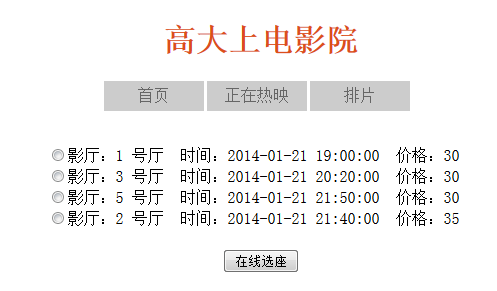 高大上电影院
首页 正在热映 排片
影厅：1 号厅 时间：2014-01-21 19:00:00 价格：30
影厅：3 号厅 时间：2014-01-21 20:20:00 价格：30
影厅：5 号厅 时间：2014-01-21 21:50:00 价格：30
影厅：2 号厅 时间：2014-01-21 21:40:00 价格：35
在线选座